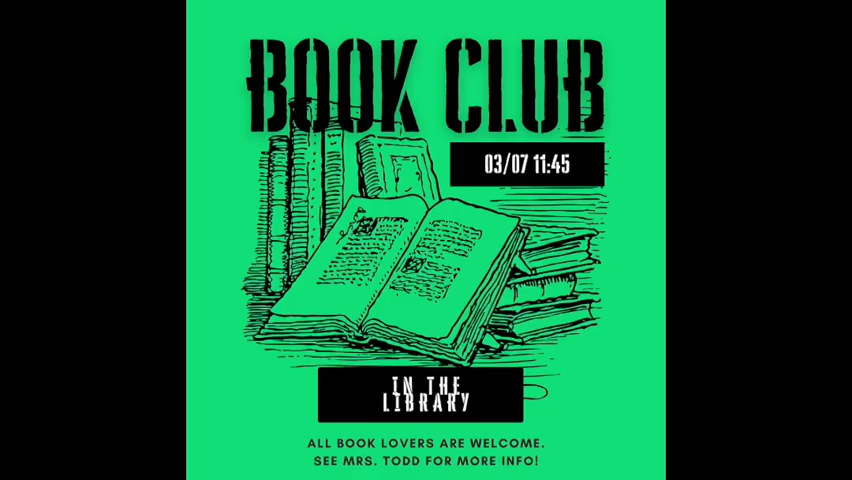 BOOK CLUB
03/07 11:45
IN THE
LIBRARY
ALL BOOK LOVERS ARE WELCOME.
SEE MRS. TODD FOR MORE INFO!